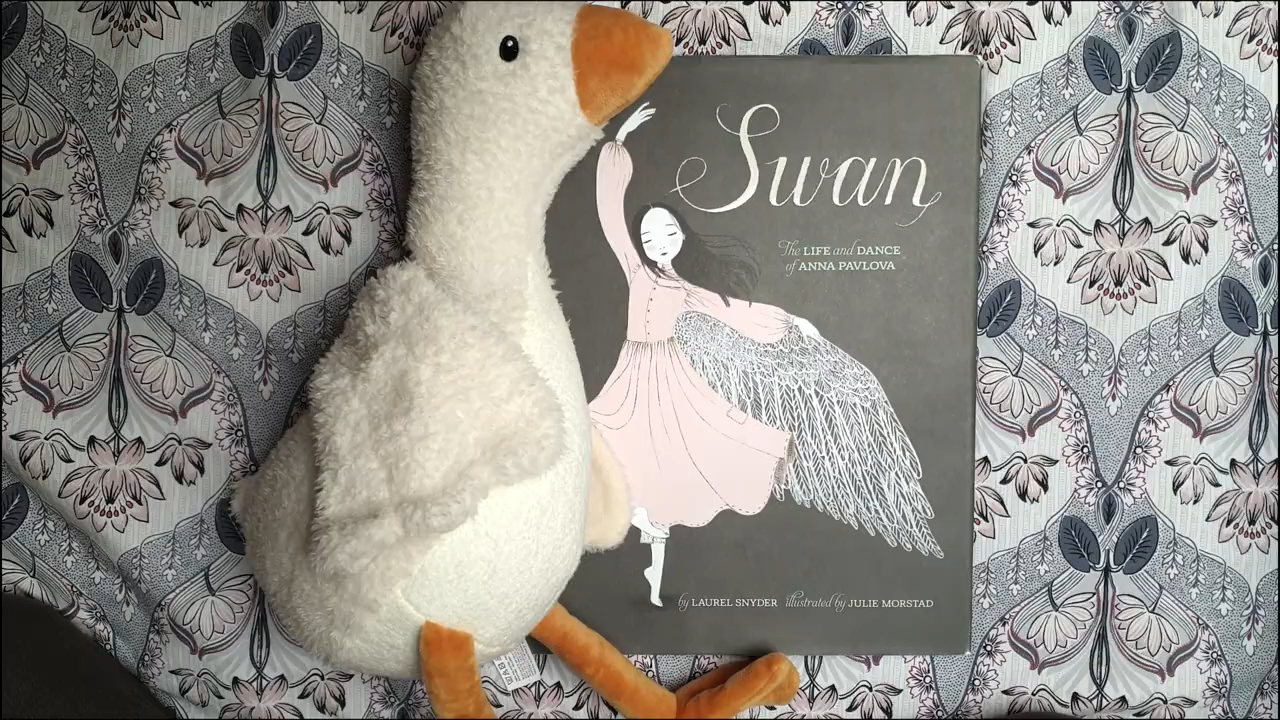 Swan
The LIFE and DANCE
of ANNA PAVLOVA
by LAUREL SNYDER illustrated by JULIE MORSTAD